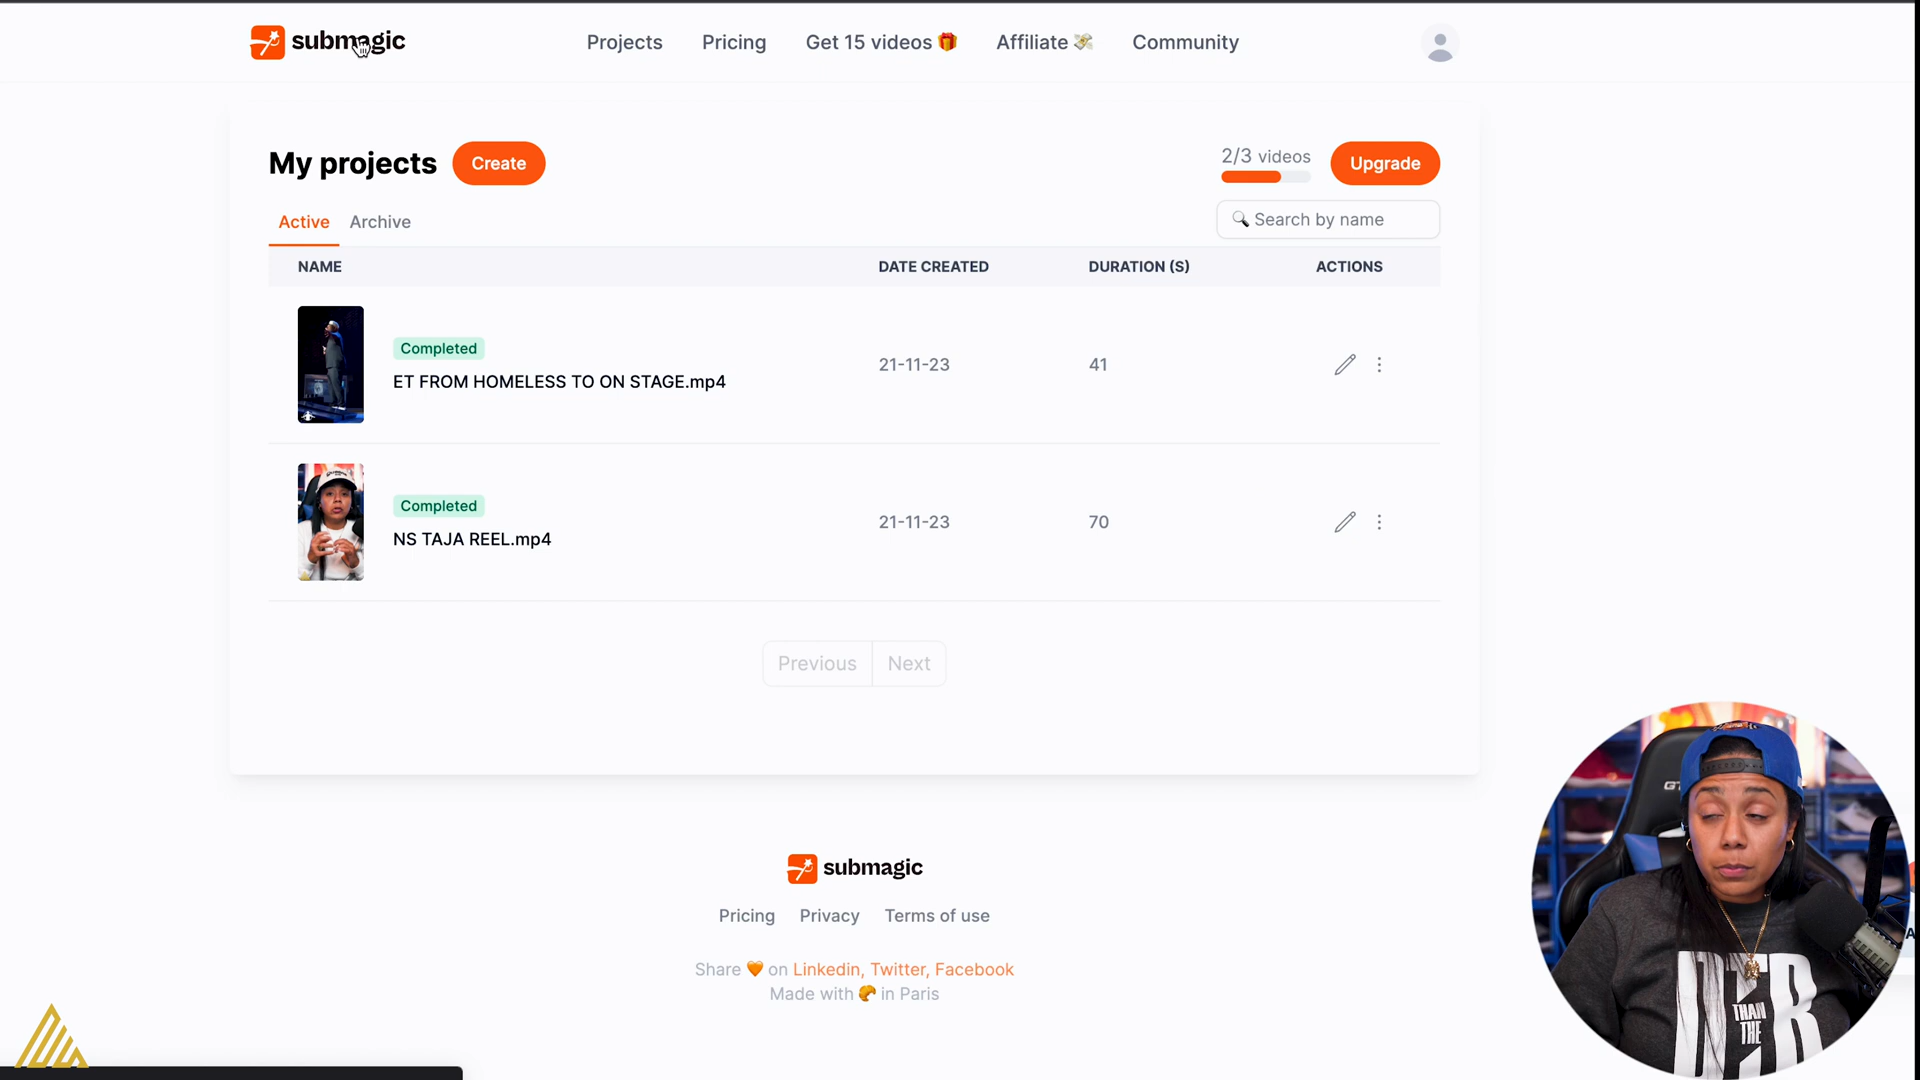 submagic
Projects
Pricing
Get 15 videos 🎁
Affiliate 💸
Community
My projects
Create
2/3 videos
Upgrade
Active
Archive
🔍 Search by name
NAME
DATE CREATED
DURATION (S)
ACTIONS
Completed
ET FROM HOMELESS TO ON STAGE.mp4
21-11-23
41
Completed
NS TAJA REEL.mp4
21-11-23
70
Previous
Next
submagic
Pricing
Privacy
Terms of use
Share 🧡 on Linkedin, Twitter, Facebook
Made with 🥐 in Paris
THAN
THE